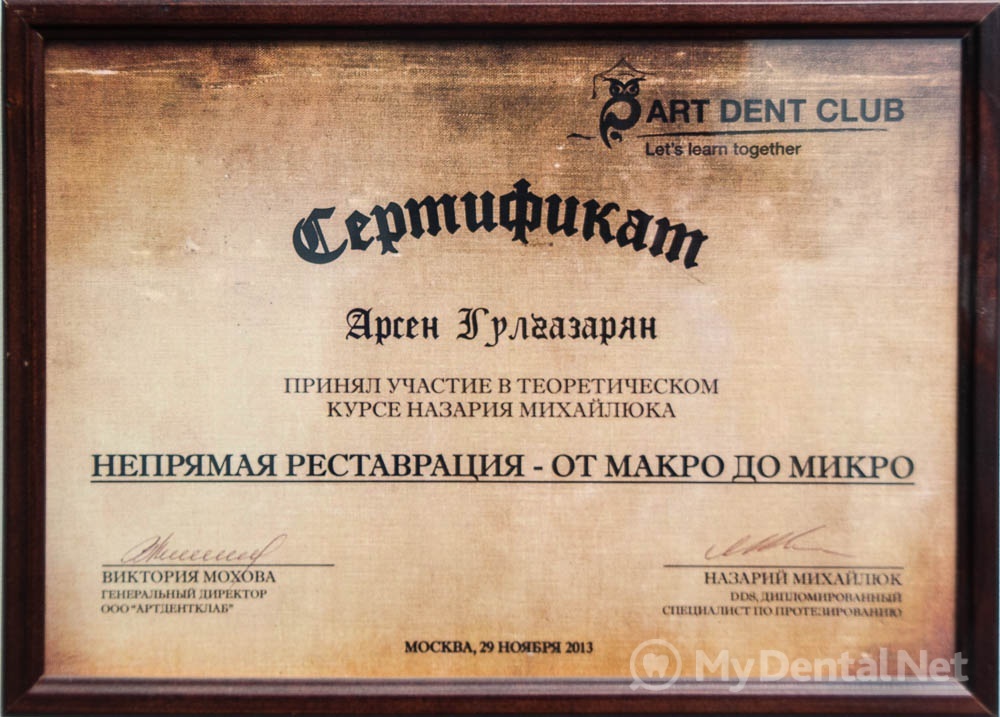 ART DENT CLUB
Let's learn together
Сертификат
Арсен Гулгазарян
ПРИНЯЛ УЧАСТИЕ В ТЕОРЕТИЧЕСКОМ
КУРСЕ НАЗАРИЯ МИХАЙЛЮКА
НЕПРЯМАЯ РЕСТАВРАЦИЯ - ОТ МАКРО ДО МИКРО
ВИКТОРИЯ МОХОВА
ГЕНЕРАЛЬНЫЙ ДИРЕКТОР
ООО "АРТДЕНТКЛАБ"
НАЗАРИЙ МИХАЙЛЮК
DDS, ДИПЛОМИРОВАННЫЙ
СПЕЦИАЛИСТ ПО ПРОТЕЗИРОВАНИЮ
МОСКВА, 29 НОЯБРЯ 2013
MyDental.Net